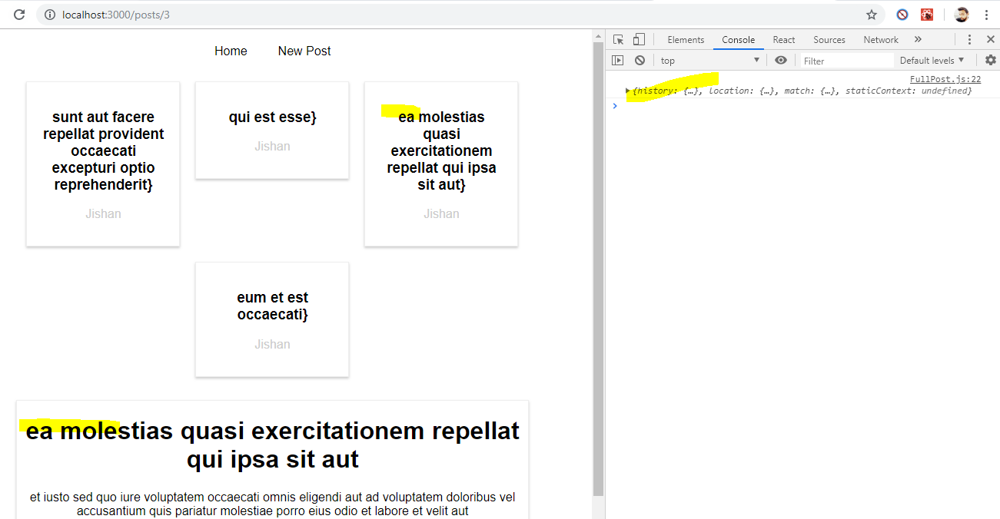 localhost:3000/posts/3
Elements Console React Sources Network »
top Filter Default levels
Home New Post
FullPost.js:22
{history: {…}, location: {…}, match: {…}, staticContext: undefined}
sunt aut facere
repellat provident
occaecati
excepturi optio
reprehenderit}
Jishan
qui est esse}
Jishan
ea molestias
quasi
exercitationem
repellat qui ipsa
sit aut}
Jishan
eum et est
occaecati}
Jishan
ea molestias quasi exercitationem repellat
qui ipsa sit aut
et iusto sed quo iure voluptatem occaecati omnis eligendi aut ad voluptatem doloribus vel
accusantium quis pariatur molestiae porro eius odio et labore et velit aut